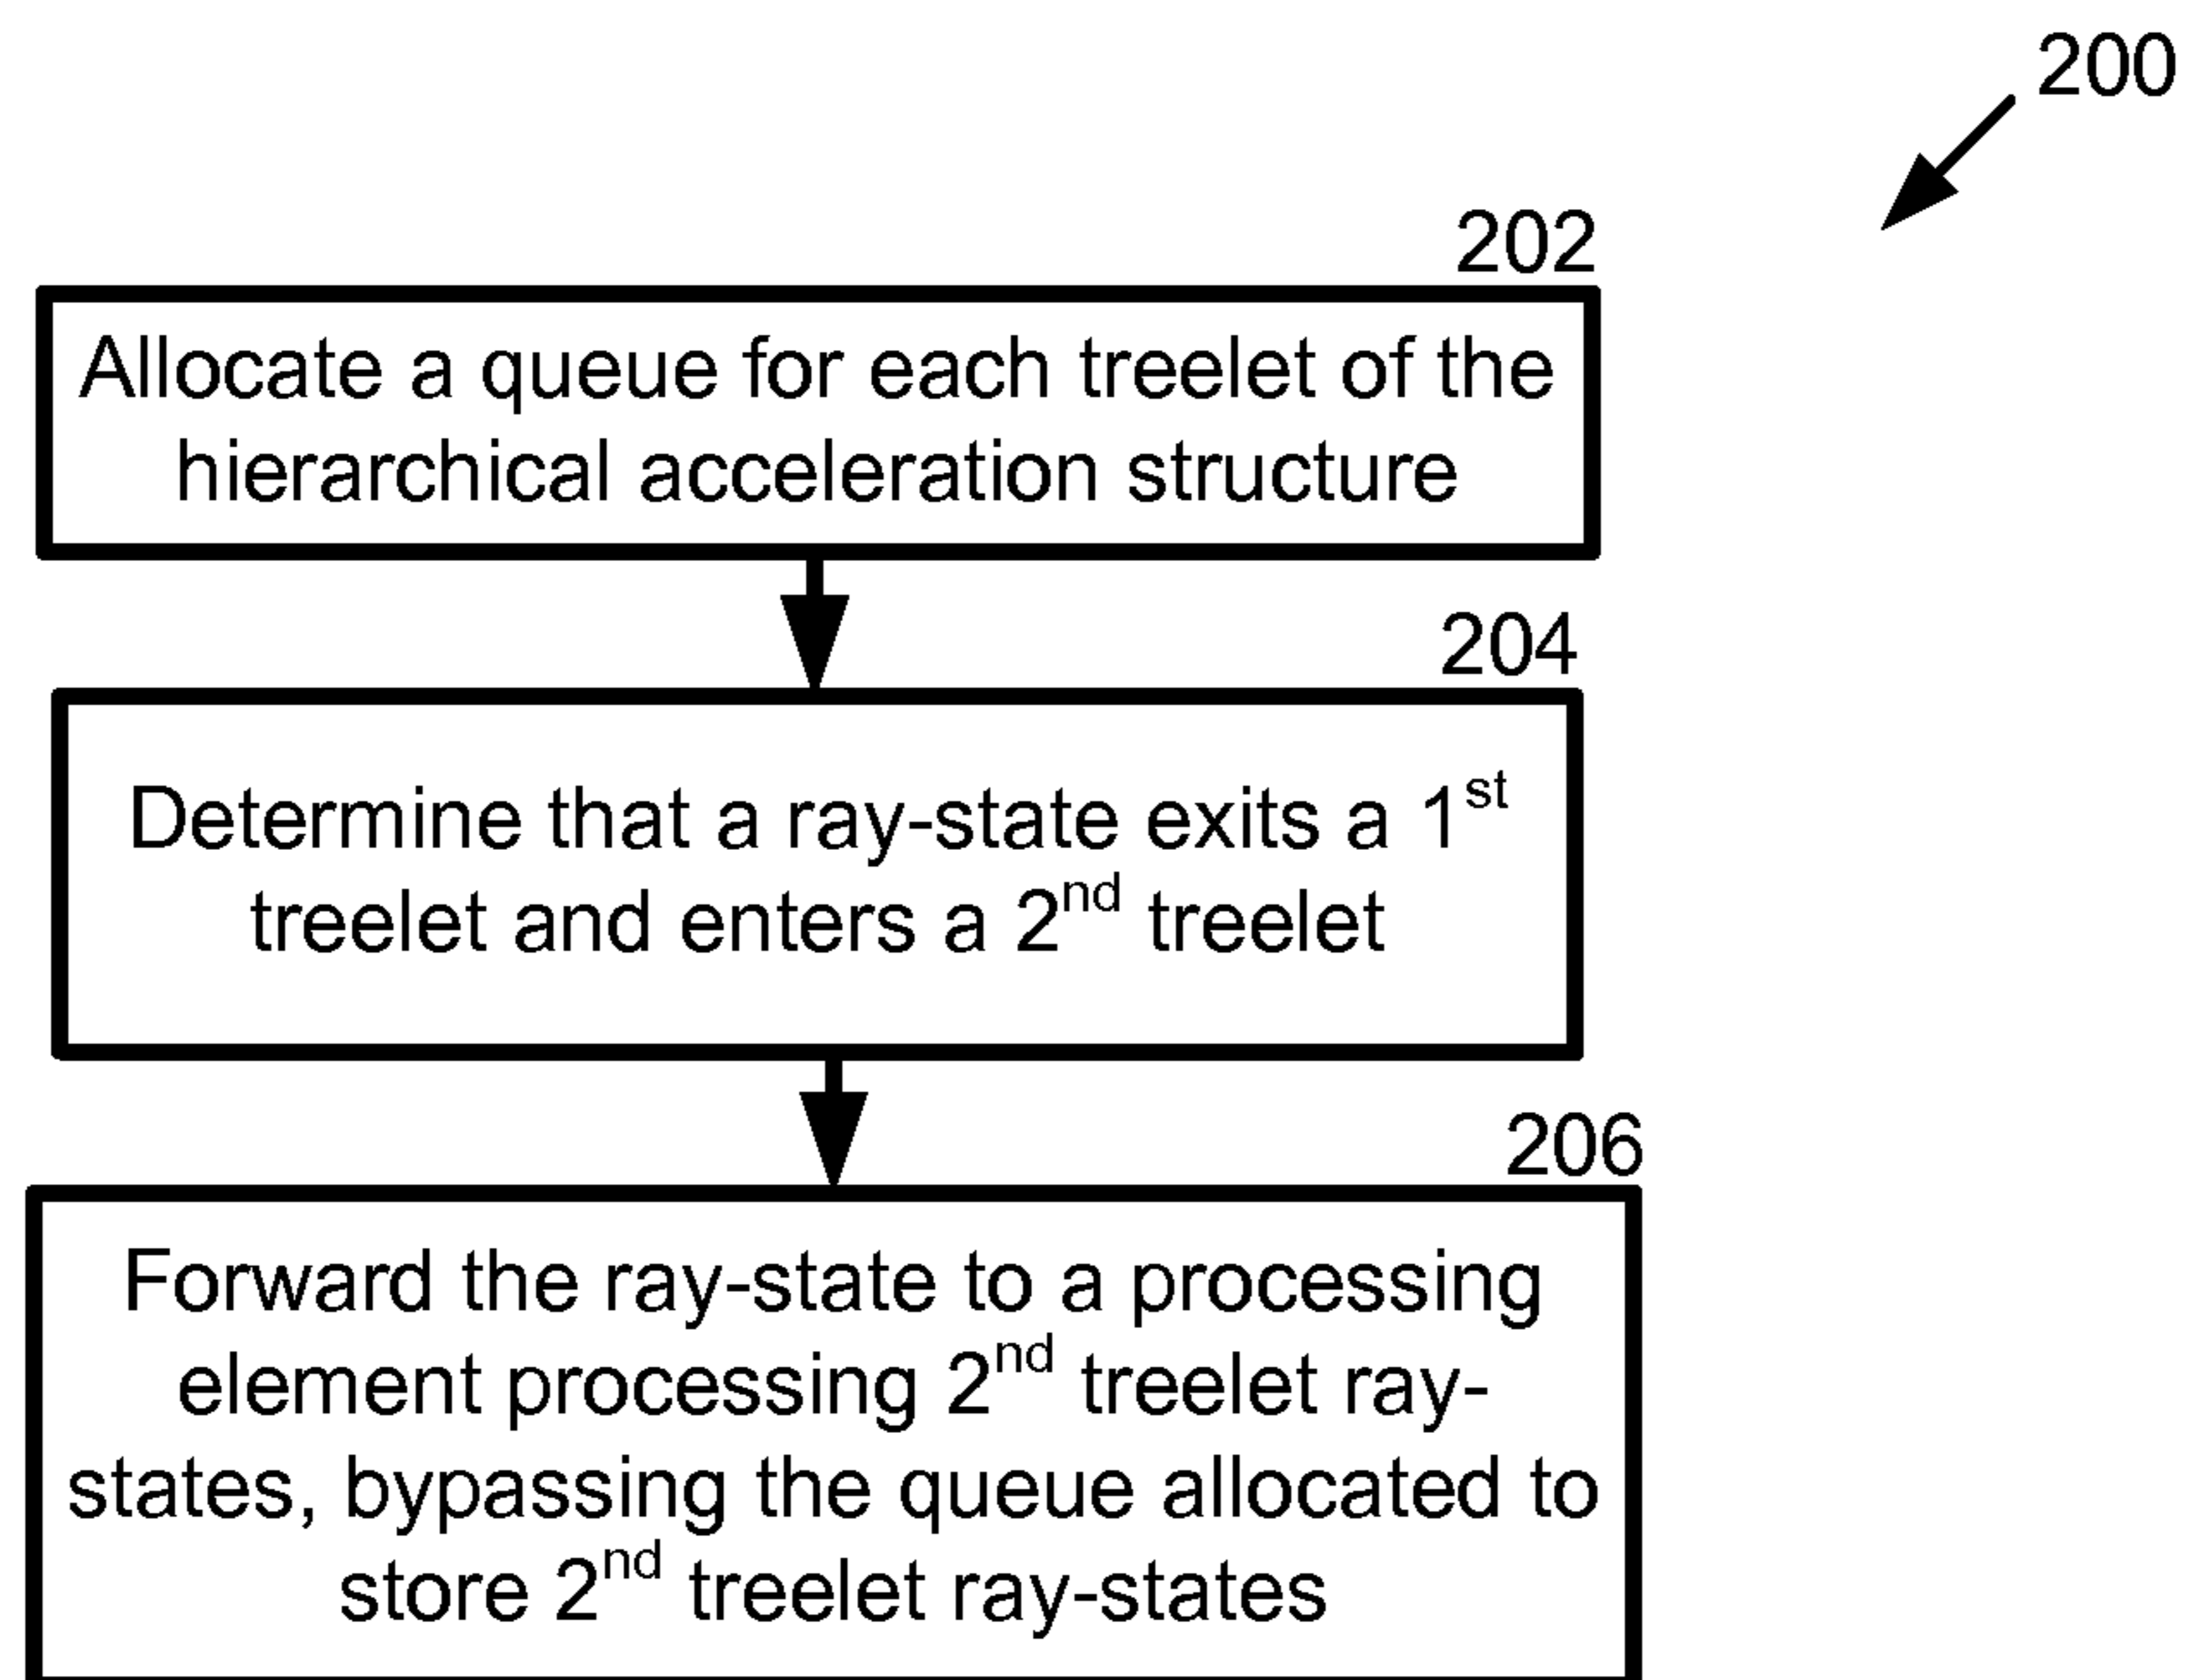 200
202
Allocate a queue for each treelet of the
hierarchical acceleration structure
204
Determine that a ray-state exits a 1st
treelet and enters a 2nd treelet
206
Forward the ray-state to a processing
element processing 2nd treelet ray-
states, bypassing the queue allocated to
store 2nd treelet ray-states